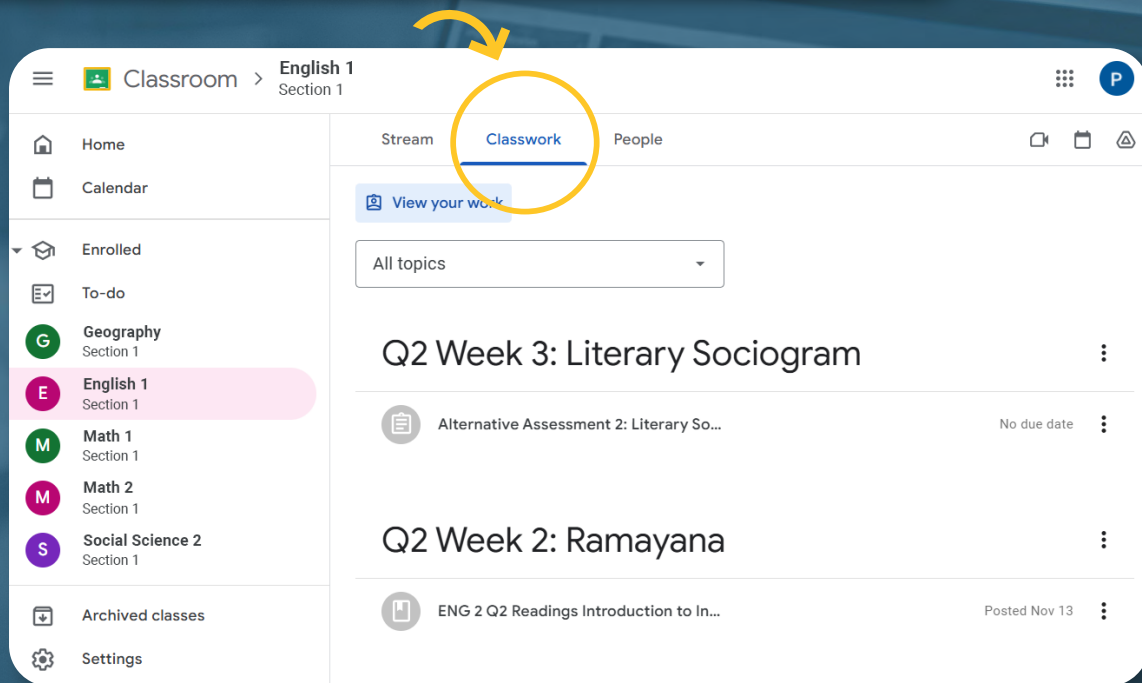 Classroom > English 1
Section 1
P
Home
Calendar
Enrolled
To-do
G
Geography
Section 1
E
English 1
Section 1
M
Math 1
Section 1
M
Math 2
Section 1
S
Social Science 2
Section 1
Archived classes
Settings
Stream Classwork People
View your work
All topics
Q2 Week 3: Literary Sociogram
Alternative Assessment 2: Literary So... No due date
Q2 Week 2: Ramayana
ENG 2 Q2 Readings Introduction to In... Posted Nov 13